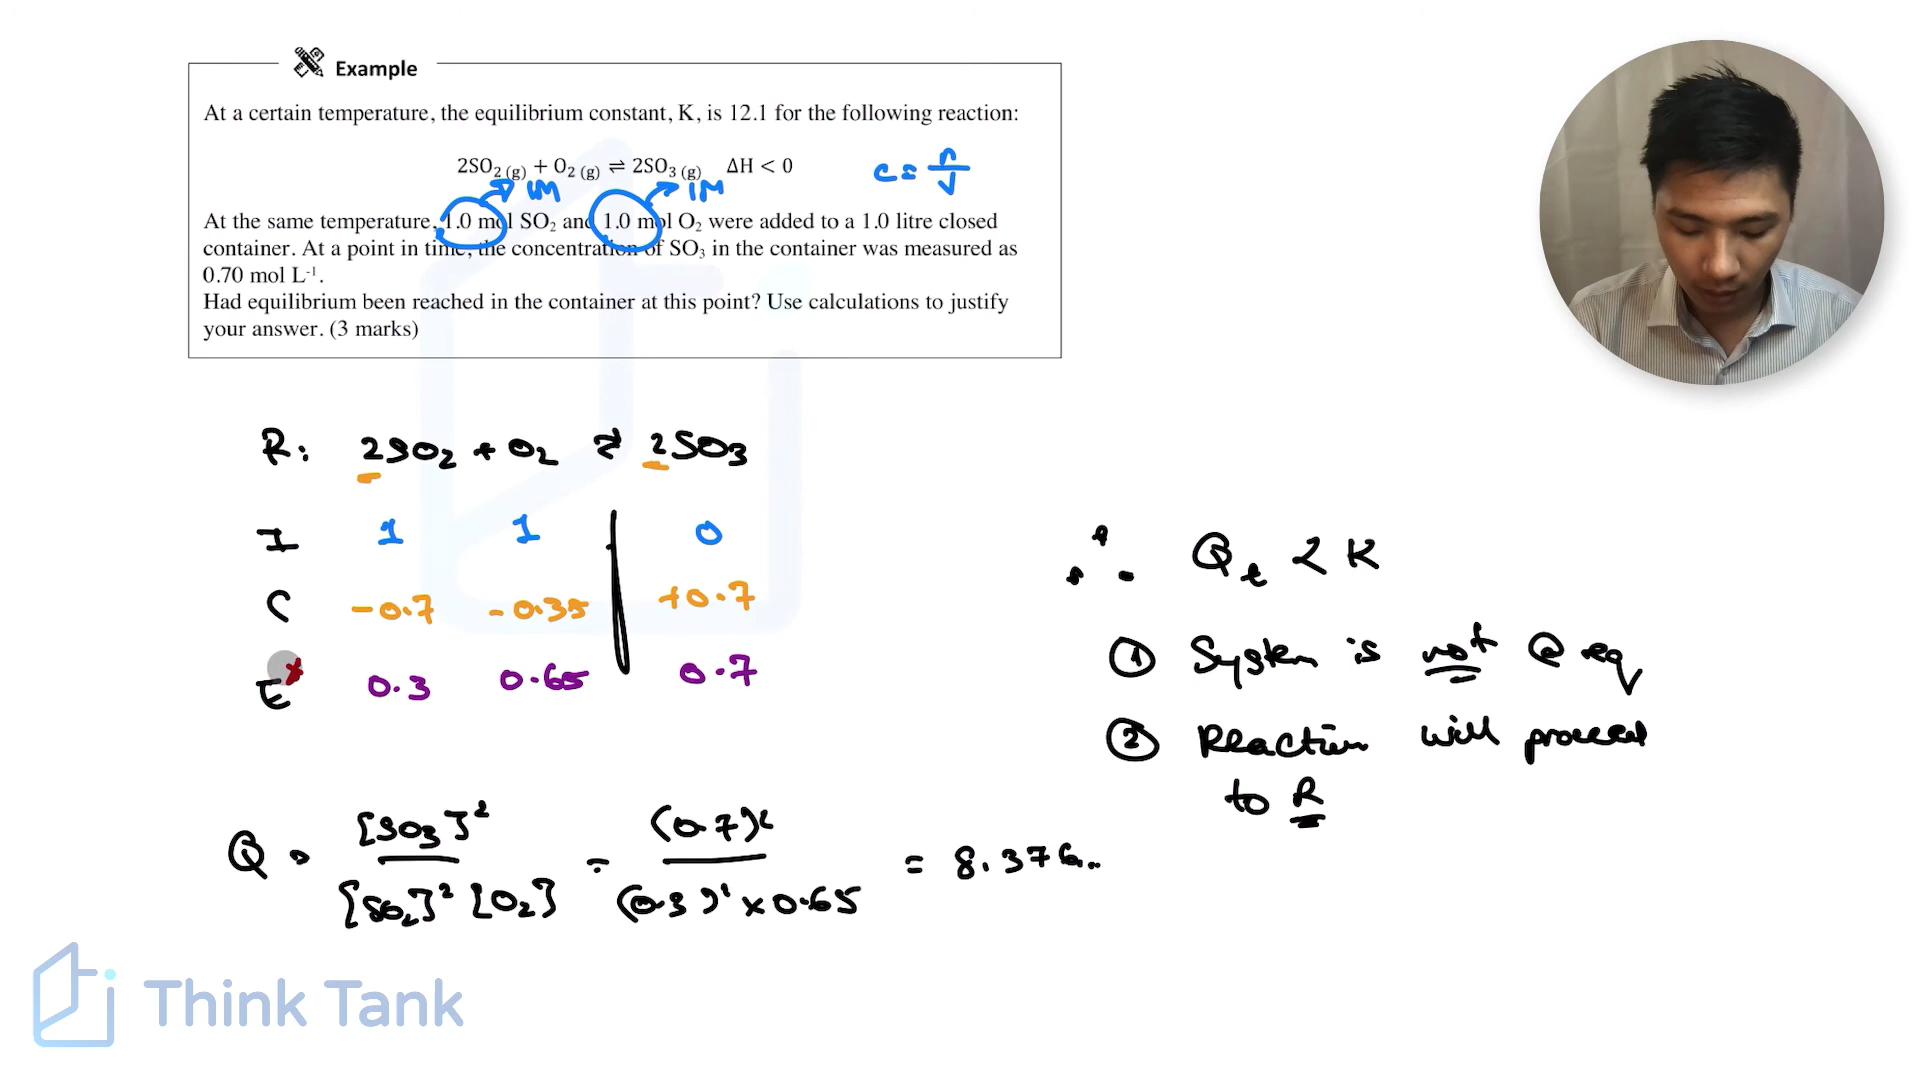 Example
At a certain temperature, the equilibrium constant, K, is 12.1 for the following reaction:
2SO₂ (g) + O₂ (g) ⇌ 2SO₃ (g) ΔH < 0
c = n/V
1M 1M
At the same temperature, 1.0 mol SO₂ and 1.0 mol O₂ were added to a 1.0 litre closed
container. At a point in time, the concentration of SO₃ in the container was measured as
0.70 mol L⁻¹.
Had equilibrium been reached in the container at this point? Use calculations to justify
your answer. (3 marks)
R: 2SO₂ + O₂ ⇌ 2SO₃
I 1 1 0
C -0.7 -0.35 +0.7
E* 0.3 0.65 0.7
Q = [SO₃]² / [SO₂]² [O₂] = (0.7)² / (0.3)² × 0.65 = 8.376...
∴ Qt < K
① System is not @ eq
② Reaction will proceed
to R
Think Tank